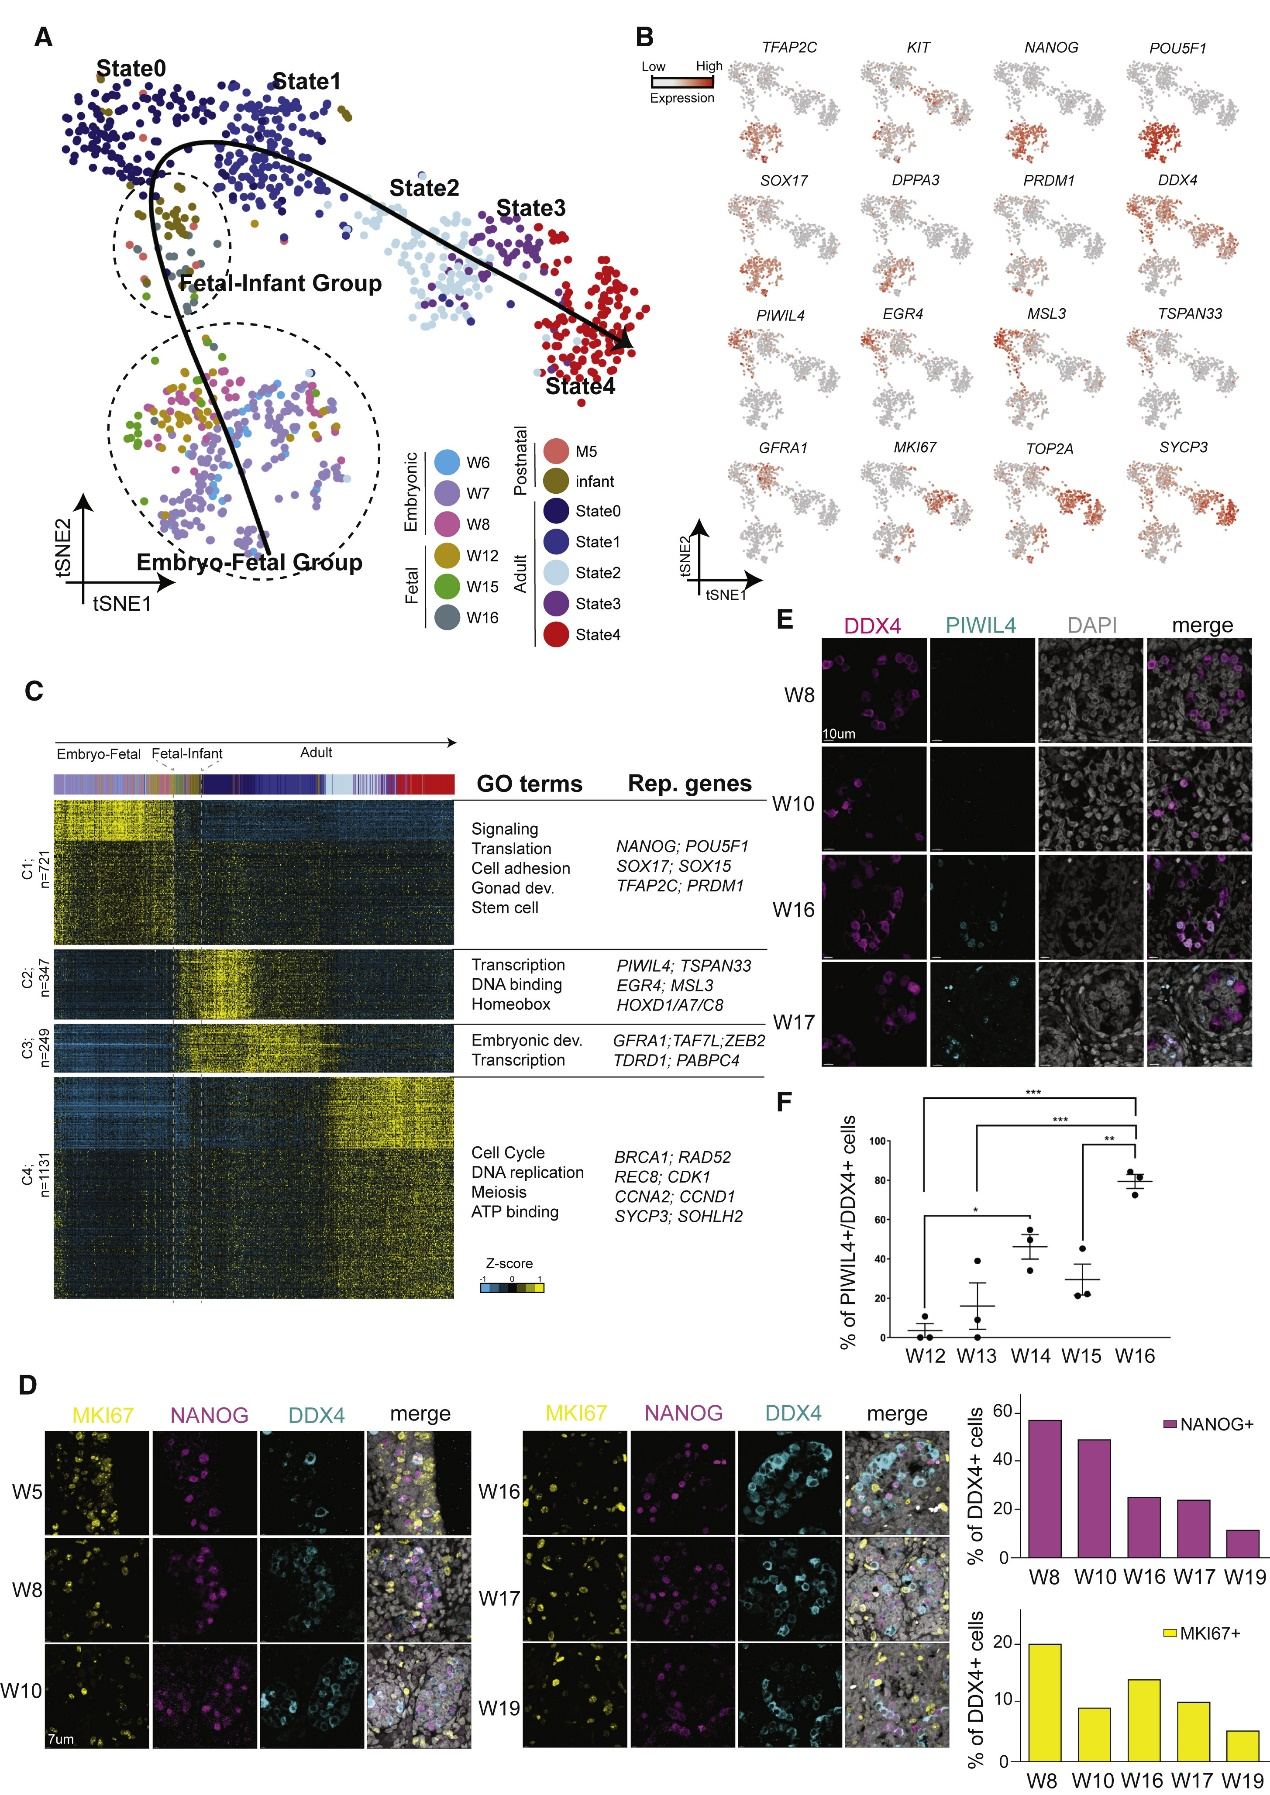 A
State0
State1
State2
State3
Fetal-Infant Group
State4
Embryo-Fetal Group
tSNE2
tSNE1
Embryonic
W6
W7
W8
Fetal
W12
W15
W16
Postnatal
M5
infant
Adult
State0
State1
State2
State3
State4
B
Low High
Expression
TFAP2C KIT NANOG POU5F1
SOX17 DPPA3 PRDM1 DDX4
PIWIL4 EGR4 MSL3 TSPAN33
GFRA1 MKI67 TOP2A SYCP3
tSNE2
tSNE1
C
Embryo-Fetal Fetal-Infant Adult
GO terms Rep. genes
C1;
n=721
Signaling
Translation
Cell adhesion
Gonad dev.
Stem cell
NANOG; POU5F1
SOX17; SOX15
TFAP2C; PRDM1
C2;
n=347
Transcription
DNA binding
Homeobox
PIWIL4; TSPAN33
EGR4; MSL3
HOXD1/A7/C8
C3;
n=249
Embryonic dev.
Transcription
GFRA1;TAF7L;ZEB2
TDRD1; PABPC4
C4;
n=1131
Cell Cycle
DNA replication
Meiosis
ATP binding
BRCA1; RAD52
REC8; CDK1
CCNA2; CCND1
SYCP3; SOHLH2
Z-score
-1 0 1
E
DDX4 PIWIL4 DAPI merge
W8
10um
W10
W16
W17
F
% of PIWIL4+/DDX4+ cells
100
80
60
40
20
0
***
***
**
*
W12 W13 W14 W15 W16
D
MKI67 NANOG DDX4 merge
W5
W8
W10
7um
MKI67 NANOG DDX4 merge
W16
W17
W19
% of DDX4+ cells
60
40
20
0
NANOG+
W8 W10 W16 W17 W19
% of DDX4+ cells
20
10
0
MKI67+
W8 W10 W16 W17 W19